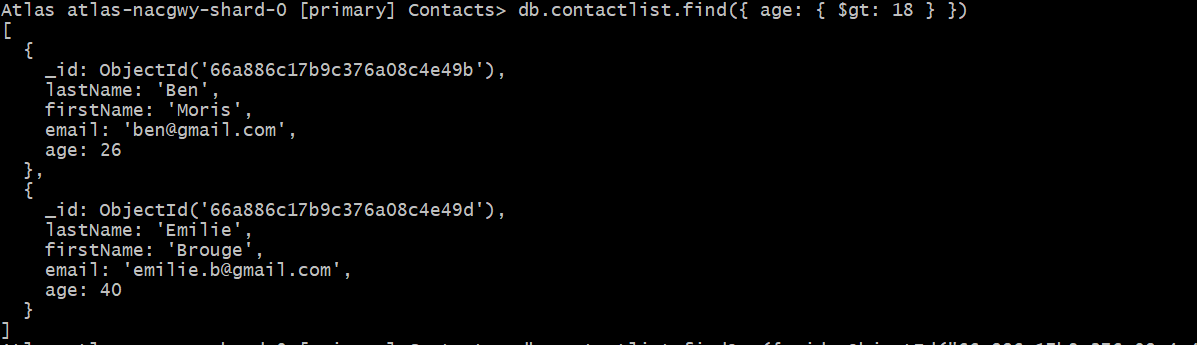 Atlas atlas-nacgwy-shard-0 [primary] Contacts> db.contactlist.find({ age: { $gt: 18 } })
[
  {
    _id: ObjectId('66a886c17b9c376a08c4e49b'),
    lastName: 'Ben',
    firstName: 'Moris',
    email: 'ben@gmail.com',
    age: 26
  },
  {
    _id: ObjectId('66a886c17b9c376a08c4e49d'),
    lastName: 'Emilie',
    firstName: 'Brouge',
    email: 'emilie.b@gmail.com',
    age: 40
  }
]